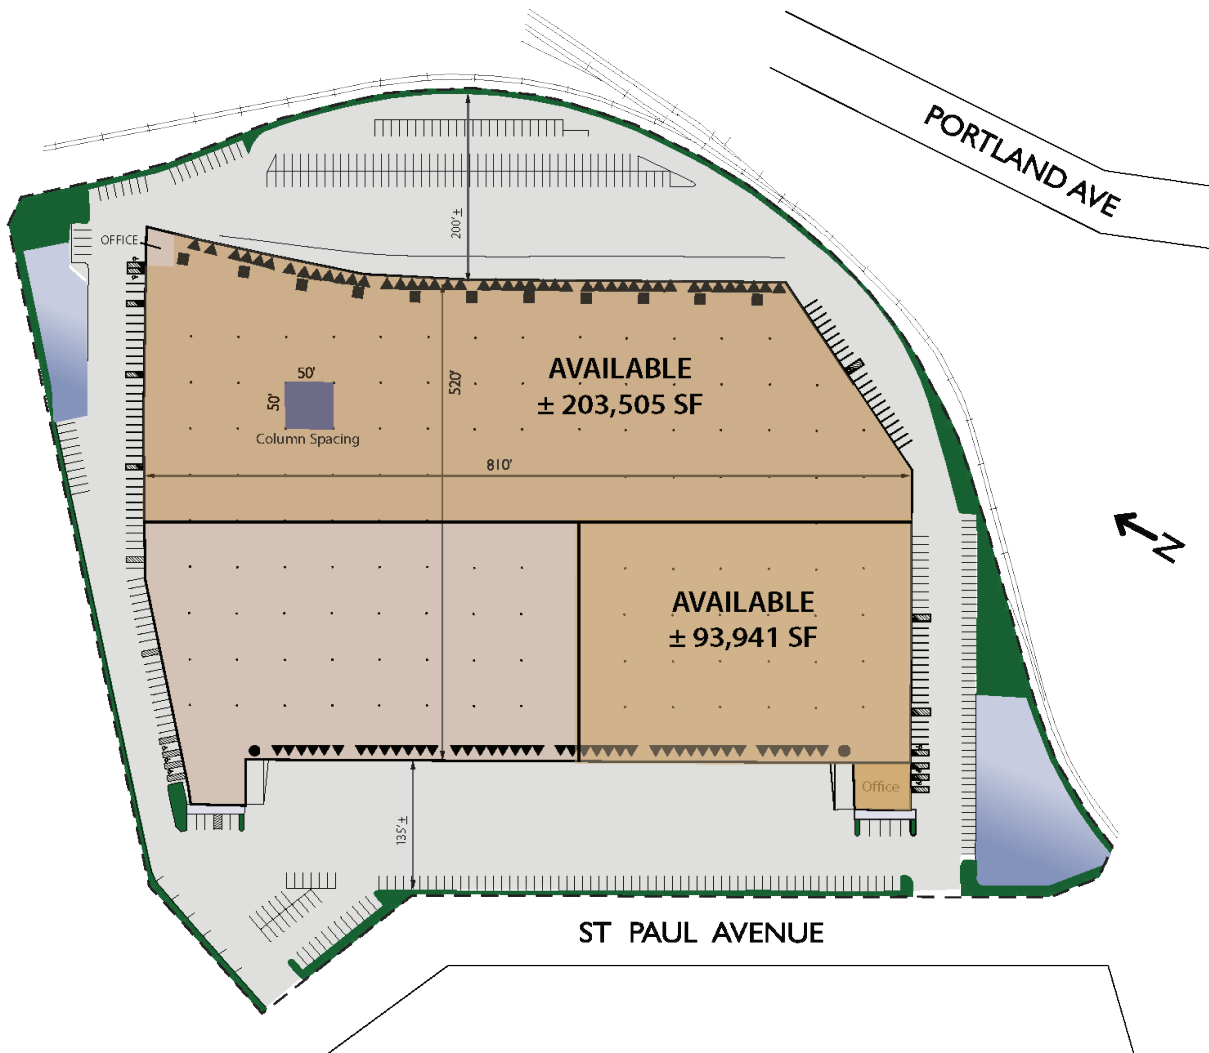 PORTLAND AVE
200'±
OFFICE
AVAILABLE
± 203,505 SF
50'
50'
520'
Column Spacing
810'
N
AVAILABLE
± 93,941 SF
Office
135'±
ST PAUL AVENUE